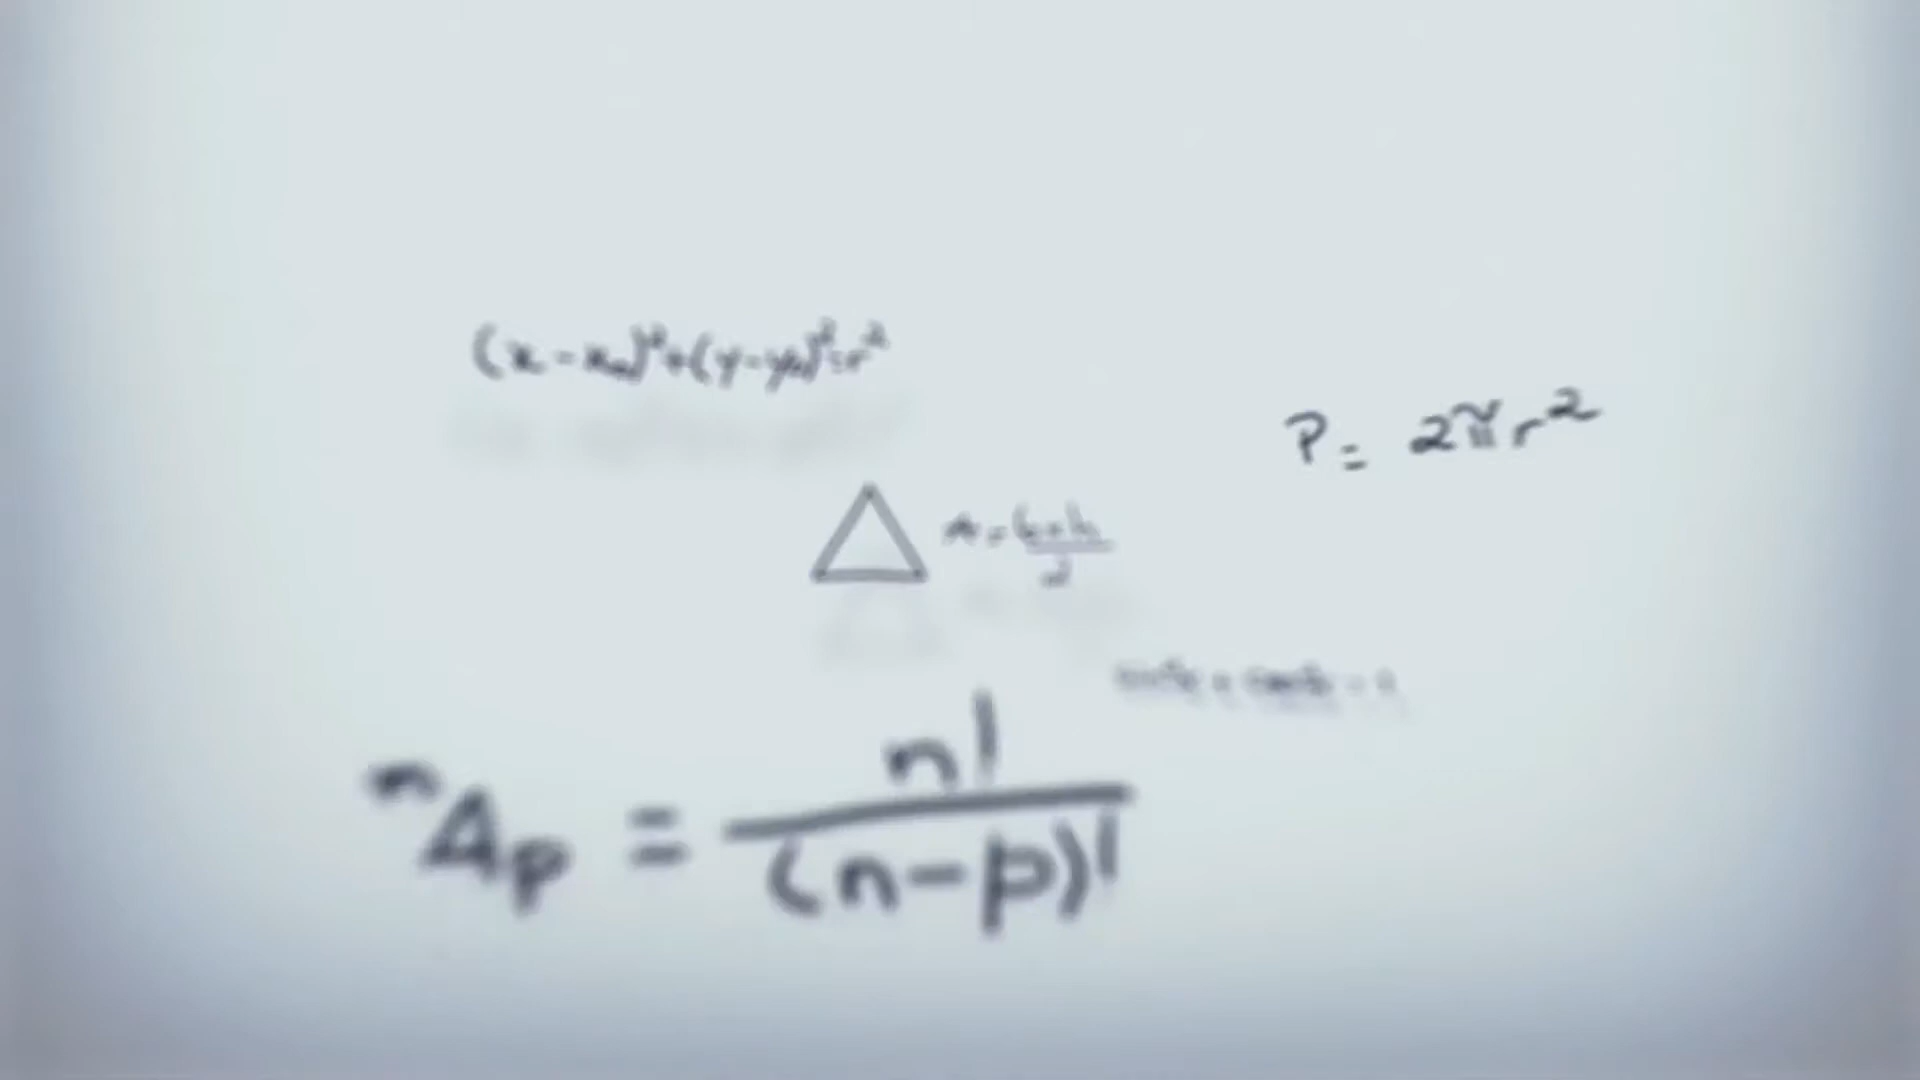 (x-x₀)²+(y-y₀)²=r²
P = 2πr²
A = b×h/2
ⁿAp = n!/(n-p)!